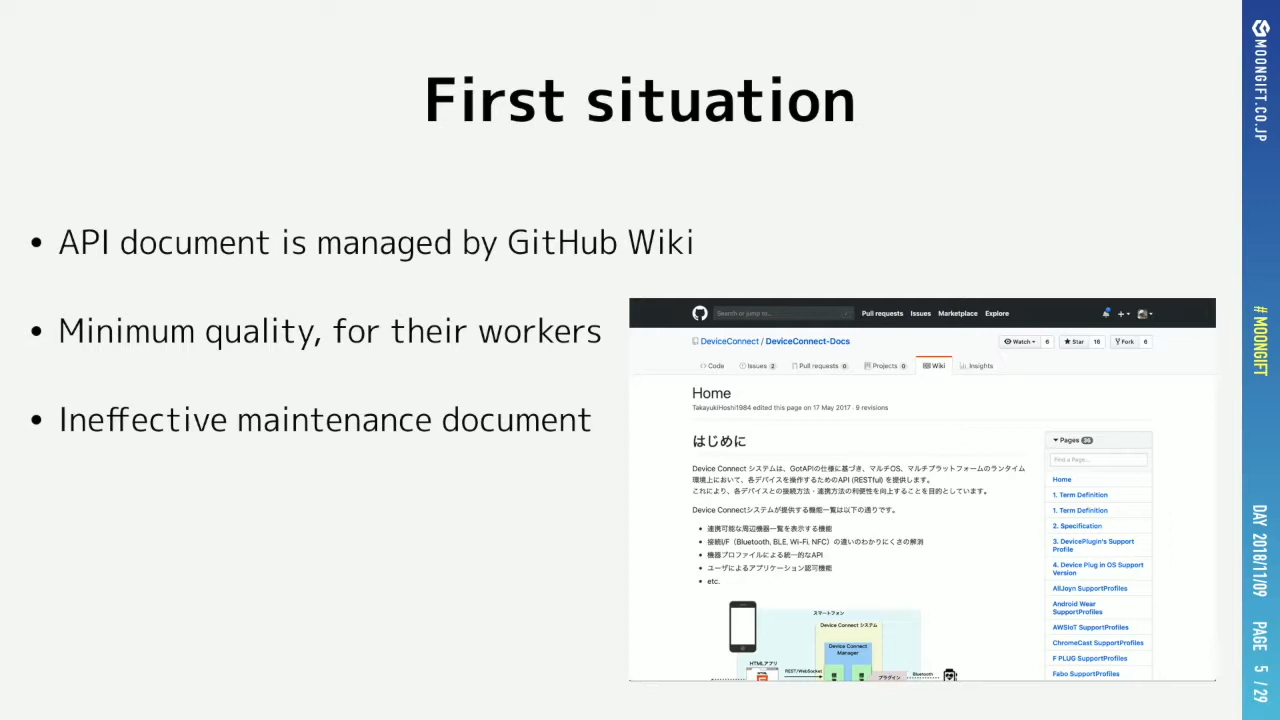 First situation
• API document is managed by GitHub Wiki
• Minimum quality, for their workers
• Ineffective maintenance document
Search or jump to...
Pull requests Issues Marketplace Explore
DeviceConnect / DeviceConnect-Docs
Watch 6 Star 16 Fork 6
Code Issues 2 Pull requests 0 Projects 0 Wiki Insights
Home
TakayukiHoshi1984 edited this page on 17 May 2017 · 9 revisions
はじめに
Device Connect システムは、GotAPIの仕様に基づき、マルチOS、マルチプラットフォームのランタイム
環境上において、各デバイスを操作するためのAPI (RESTful) を提供します。
これにより、各デバイスとの接続方法・連携方法の利便性を向上することを目的としています。
Device Connectシステムが提供する機能一覧は以下の通りです。
• 連携可能な周辺機器一覧を表示する機能
• 接続I/F（Bluetooth, BLE, Wi-Fi, NFC）の違いのわかりにくさの解消
• 機器プロファイルによる統一的なAPI
• ユーザによるアプリケーション認可機能
• etc.
スマートフォン
Device Connect システム
Device Connect
Manager
HTMLアプリ
REST/WebSocket
プラグイン
Bluetooth
Pages 36
Find a Page...
Home
1. Term Definition
1. Term Definition
2. Specification
3. DevicePlugin's Support
Profile
4. Device Plug in OS Support
Version
AllJoyn SupportProfiles
Android Wear
SupportProfiles
AWSIoT SupportProfiles
ChromeCast SupportProfiles
F PLUG SupportProfiles
Fabo SupportProfiles
MOONGIFT.CO.JP
# MOONGIFT
DAY 2018/11/09
PAGE 5 / 29